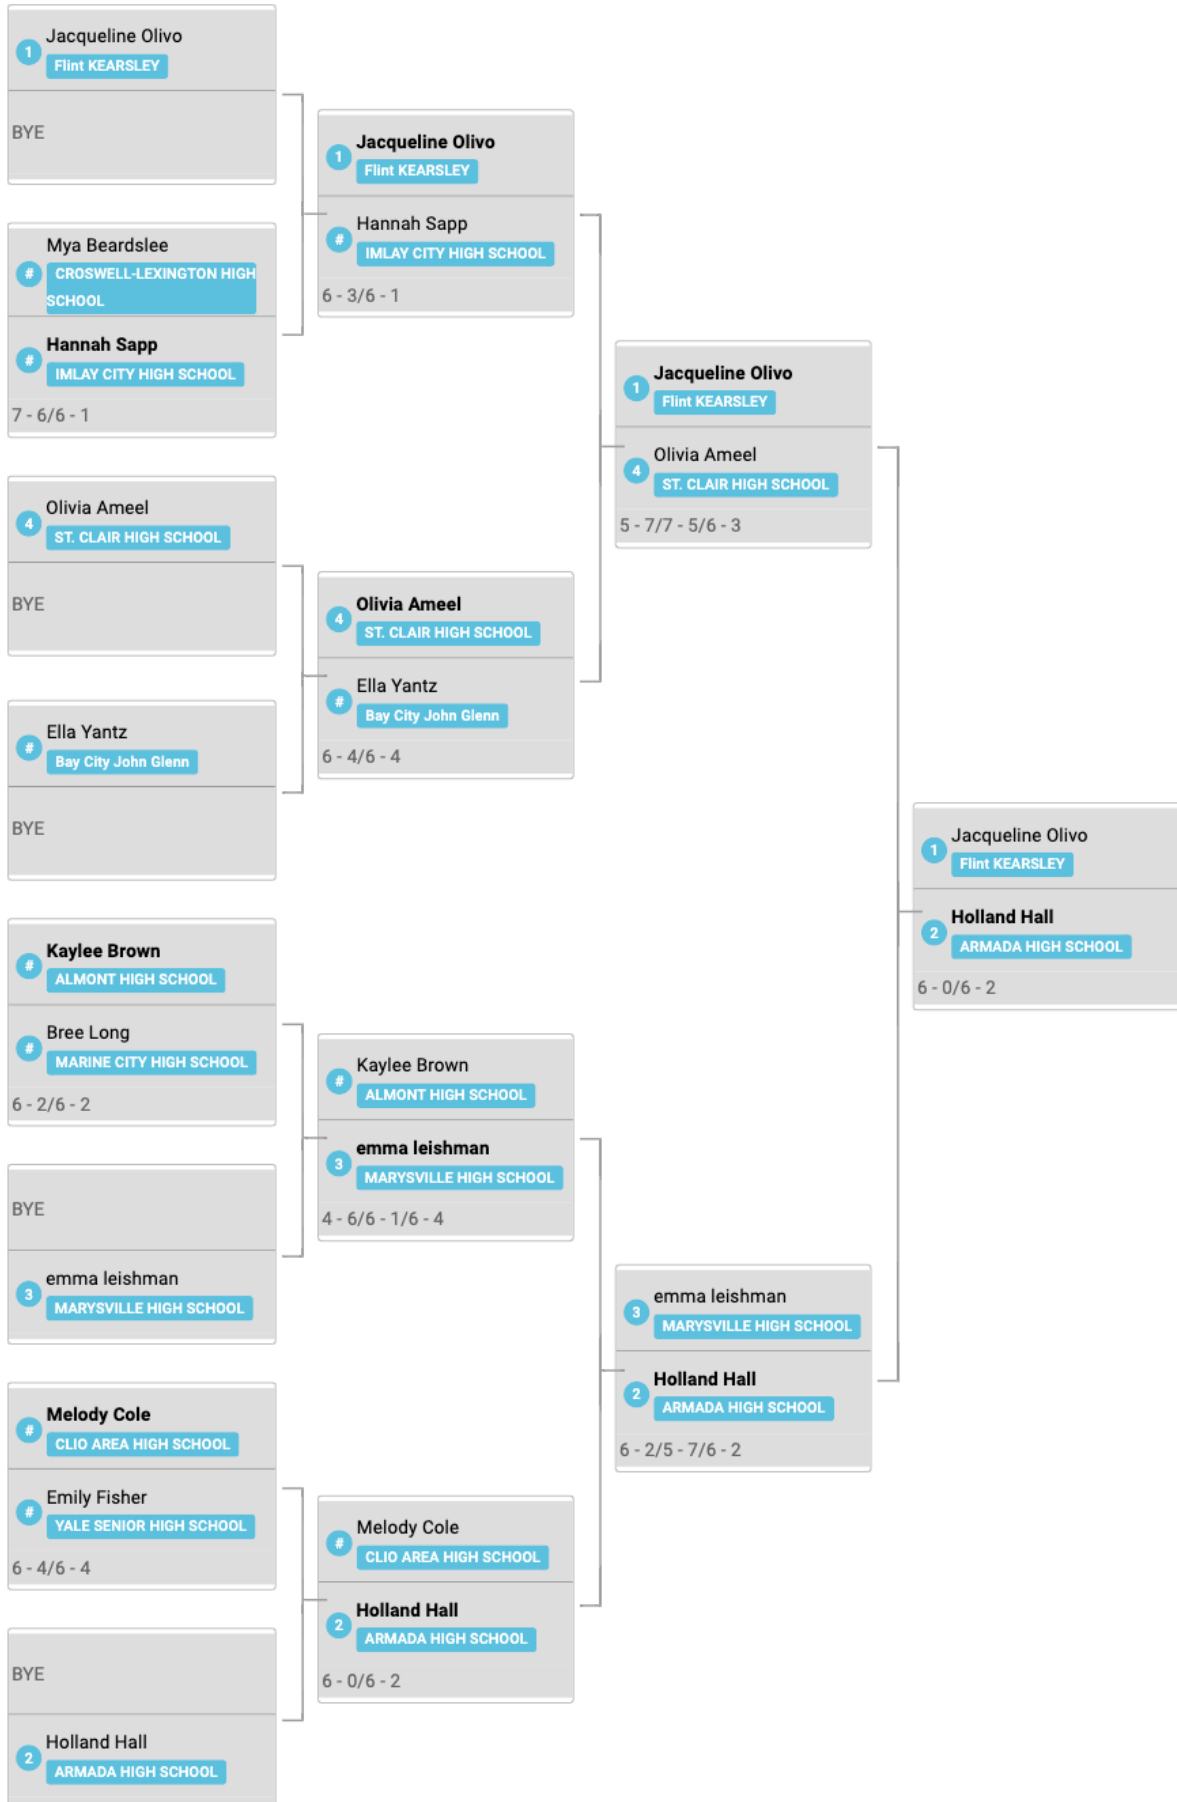 1
Jacqueline Olivo
Flint KEARSLEY
BYE
#
Mya Beardslee
CROSWELL-LEXINGTON HIGH
SCHOOL
#
Hannah Sapp
IMLAY CITY HIGH SCHOOL
7 - 6/6 - 1
4
Olivia Ameel
ST. CLAIR HIGH SCHOOL
BYE
#
Ella Yantz
Bay City John Glenn
BYE
#
Kaylee Brown
ALMONT HIGH SCHOOL
#
Bree Long
MARINE CITY HIGH SCHOOL
6 - 2/6 - 2
BYE
3
emma leishman
MARYSVILLE HIGH SCHOOL
#
Melody Cole
CLIO AREA HIGH SCHOOL
#
Emily Fisher
YALE SENIOR HIGH SCHOOL
6 - 4/6 - 4
BYE
2
Holland Hall
ARMADA HIGH SCHOOL
1
Jacqueline Olivo
Flint KEARSLEY
#
Hannah Sapp
IMLAY CITY HIGH SCHOOL
6 - 3/6 - 1
4
Olivia Ameel
ST. CLAIR HIGH SCHOOL
#
Ella Yantz
Bay City John Glenn
6 - 4/6 - 4
#
Kaylee Brown
ALMONT HIGH SCHOOL
3
emma leishman
MARYSVILLE HIGH SCHOOL
4 - 6/6 - 1/6 - 4
#
Melody Cole
CLIO AREA HIGH SCHOOL
2
Holland Hall
ARMADA HIGH SCHOOL
6 - 0/6 - 2
1
Jacqueline Olivo
Flint KEARSLEY
4
Olivia Ameel
ST. CLAIR HIGH SCHOOL
5 - 7/7 - 5/6 - 3
3
emma leishman
MARYSVILLE HIGH SCHOOL
2
Holland Hall
ARMADA HIGH SCHOOL
6 - 2/5 - 7/6 - 2
1
Jacqueline Olivo
Flint KEARSLEY
2
Holland Hall
ARMADA HIGH SCHOOL
6 - 0/6 - 2